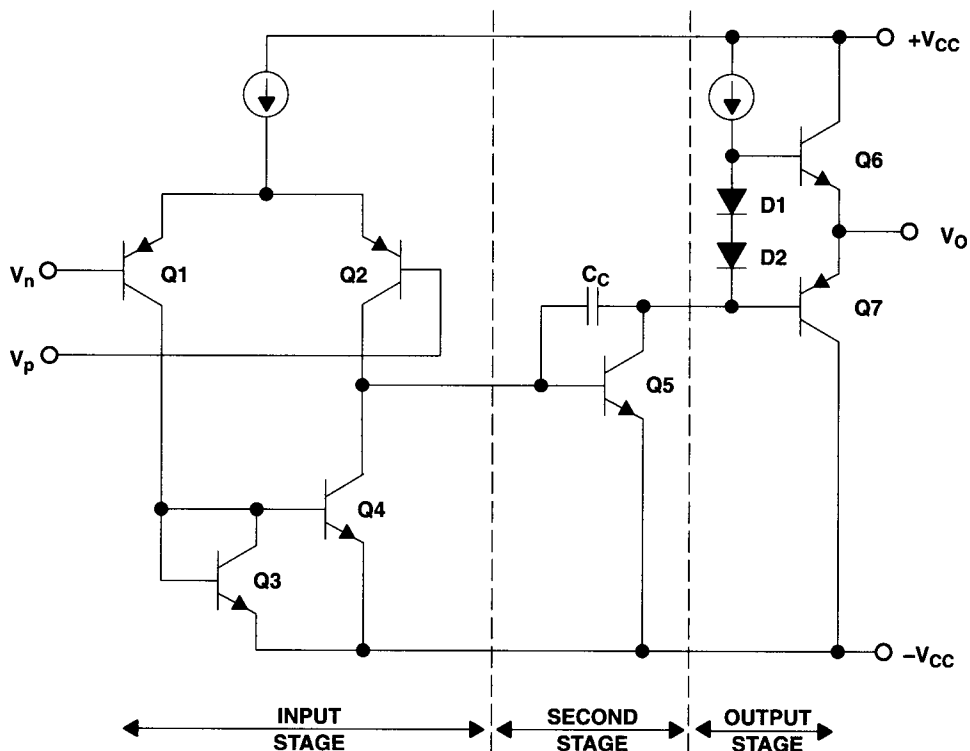 +VCC
Q6
D1
VO
Q1
Q2
Vn
D2
CC
Q7
Vp
Q5
Q4
Q3
–VCC
INPUT
STAGE
SECOND
STAGE
OUTPUT
STAGE